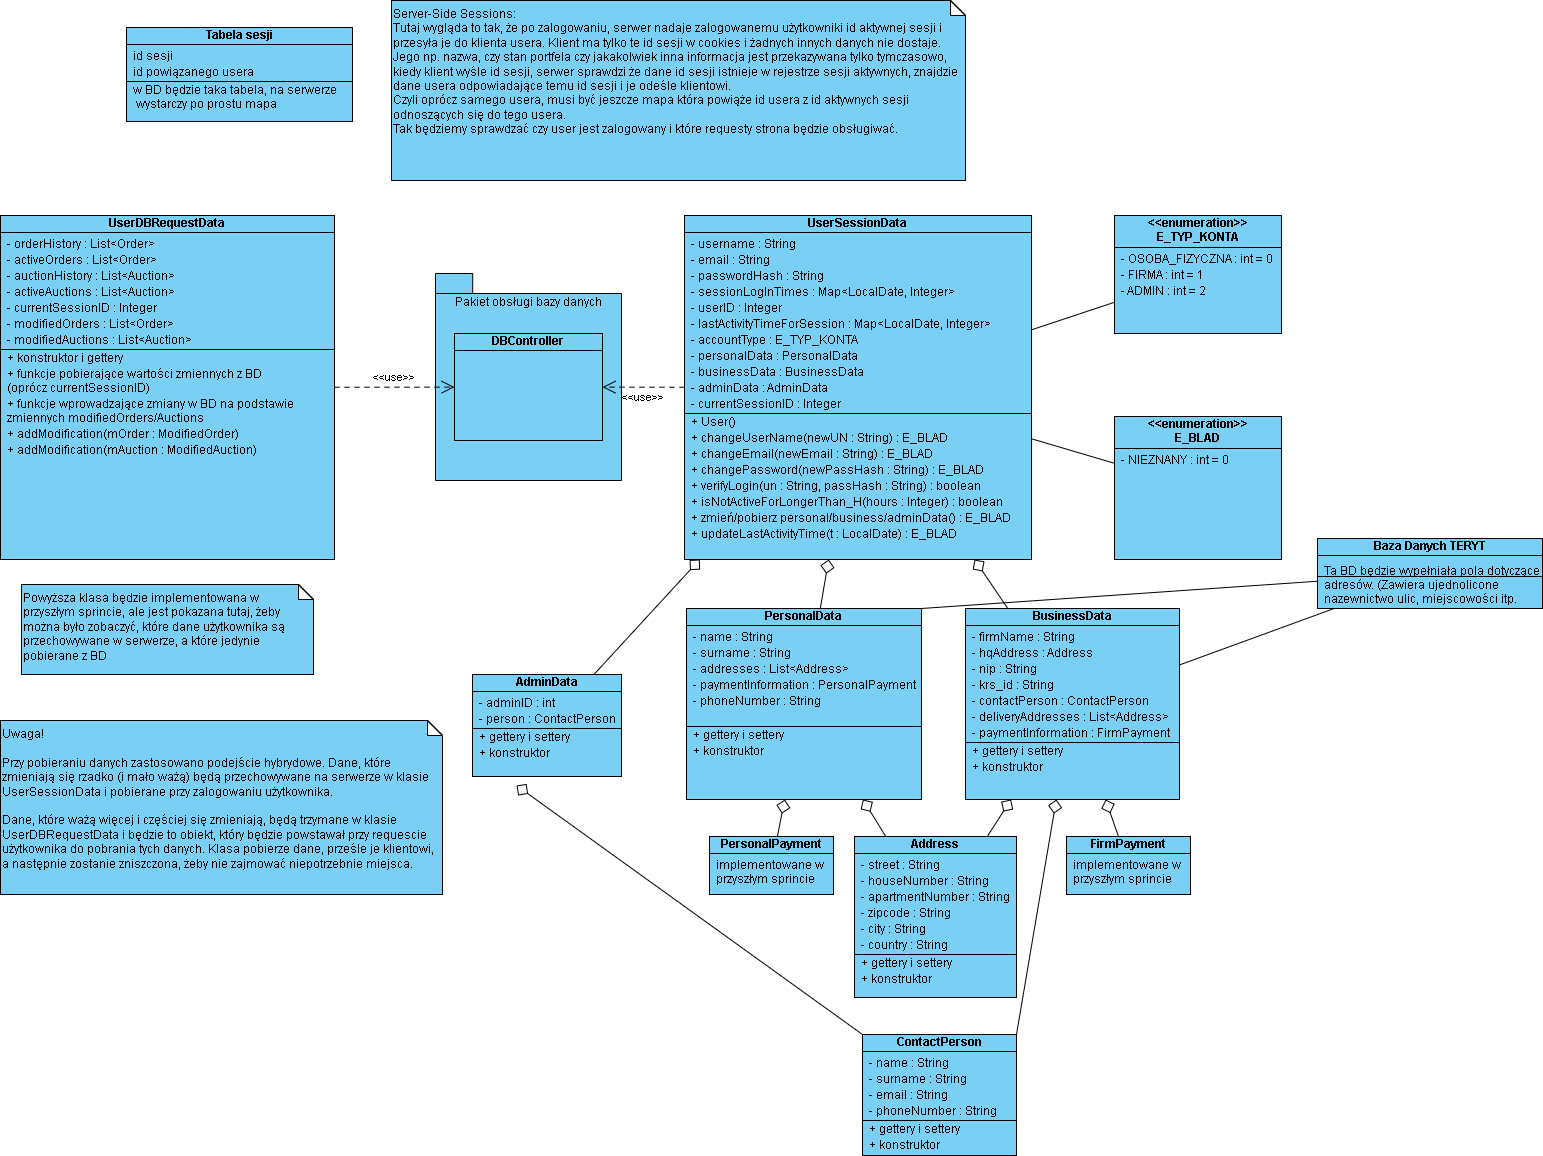 Tabela sesji
id sesji
id powiązanego usera
w BD będzie taka tabela, na serwerze
wystarczy po prostu mapa
Server-Side Sessions:
Tutaj wygląda to tak, że po zalogowaniu, serwer nadaje zalogowanemu użytkowniki id aktywnej sesji i
przesyła je do klienta usera. Klient ma tylko te id sesji w cookies i żadnych innych danych nie dostaje.
Jego np. nazwa, czy stan portfela czy jakakolwiek inna informacja jest przekazywana tylko tymczasowo,
kiedy klient wyśle id sesji, serwer sprawdzi że dane id sesji istnieje w rejestrze sesji aktywnych, znajdzie
dane usera odpowiadające temu id sesji i je odeśle klientowi.
Czyli oprócz samego usera, musi być jeszcze mapa która powiąże id usera z id aktywnych sesji
odnoszących się do tego usera.
Tak będziemy sprawdzać czy user jest zalogowany i które requesty strona będzie obsługiwać.
UserDBRequestData
- orderHistory : List<Order>
- activeOrders : List<Order>
- auctionHistory : List<Auction>
- activeAuctions : List<Auction>
- currentSessionID : Integer
- modifiedOrders : List<Order>
- modifiedAuctions : List<Auction>
+ konstruktor i gettery
+ funkcje pobierające wartości zmiennych z BD
(oprócz currentSessionID)
+ funkcje wprowadzające zmiany w BD na podstawie
zmiennych modifiedOrders/Auctions
+ addModification(mOrder : ModifiedOrder)
+ addModification(mAuction : ModifiedAuction)
<<use>>
Pakiet obsługi bazy danych
DBController
<<use>>
UserSessionData
- username : String
- email : String
- passwordHash : String
- sessionLogInTimes : Map<LocalDate, Integer>
- userID : Integer
- lastActivityTimeForSession : Map<LocalDate, Integer>
- accountType : E_TYP_KONTA
- personalData : PersonalData
- businessData : BusinessData
- adminData : AdminData
- currentSessionID : Integer
+ User()
+ changeUserName(newUN : String) : E_BLAD
+ changeEmail(newEmail : String) : E_BLAD
+ changePassword(newPassHash : String) : E_BLAD
+ verifyLogin(un : String, passHash : String) : boolean
+ isNotActiveForLongerThan_H(hours : Integer) : boolean
+ zmień/pobierz personal/business/adminData() : E_BLAD
+ updateLastActivityTime(t : LocalDate) : E_BLAD
<<enumeration>>
E_TYP_KONTA
- OSOBA_FIZYCZNA : int = 0
- FIRMA : int = 1
- ADMIN : int = 2
<<enumeration>>
E_BLAD
- NIEZNANY : int = 0
Baza Danych TERYT
Ta BD będzie wypełniała pola dotyczące
adresów. (Zawiera ujednolicone
nazewnictwo ulic, miejscowości itp.
Powyższa klasa będzie implementowana w
przyszłym sprincie, ale jest pokazana tutaj, żeby
można było zobaczyć, które dane użytkownika są
przechowywane w serwerze, a które jedynie
pobierane z BD
Uwaga!
Przy pobieraniu danych zastosowano podejście hybrydowe. Dane, które
zmieniają się rzadko (i mało ważą) będą przechowywane na serwerze w klasie
UserSessionData i pobierane przy zalogowaniu użytkownika.
Dane, które ważą więcej i częściej się zmieniają, będą trzymane w klasie
UserDBRequestData i będzie to obiekt, który będzie powstawał przy requescie
użytkownika do pobrania tych danych. Klasa pobierze dane, prześle je klientowi,
a następnie zostanie zniszczona, żeby nie zajmować niepotrzebnie miejsca.
AdminData
- adminID : int
- person : ContactPerson
+ gettery i settery
+ konstruktor
PersonalData
- name : String
- surname : String
- addresses : List<Address>
- paymentInformation : PersonalPayment
- phoneNumber : String
+ gettery i settery
+ konstruktor
BusinessData
- firmName : String
- hqAddress : Address
- nip : String
- krs_id : String
- contactPerson : ContactPerson
- deliveryAddresses : List<Address>
- paymentInformation : FirmPayment
+ gettery i settery
+ konstruktor
PersonalPayment
implementowane w
przyszłym sprincie
Address
- street : String
- houseNumber : String
- apartmentNumber : String
- zipcode : String
- city : String
- country : String
+ gettery i settery
+ konstruktor
FirmPayment
implementowane w
przyszłym sprincie
ContactPerson
- name : String
- surname : String
- email : String
- phoneNumber : String
+ gettery i settery
+ konstruktor